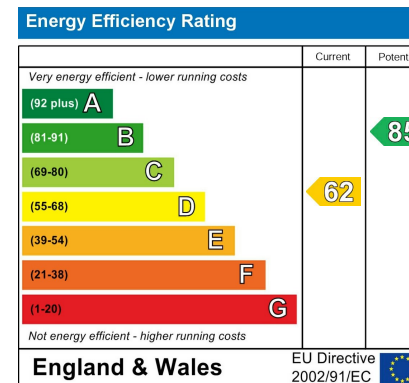 Energy Efficiency Rating
Current Potent
Very energy efficient - lower running costs
(92 plus) A
(81-91) B
85
(69-80) C
(55-68) D
62
(39-54) E
(21-38) F
(1-20) G
Not energy efficient - higher running costs
England & Wales
EU Directive
2002/91/EC